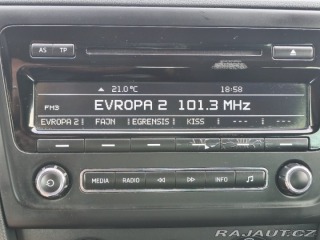 AS TP
21.0°C 18:58
FM3 EVROPA 2 101.3 MHz
EVROPA 2 FAJN EGRENSIS KISS --- ---
MEDIA RADIO INFO
RAJAUT.CZ